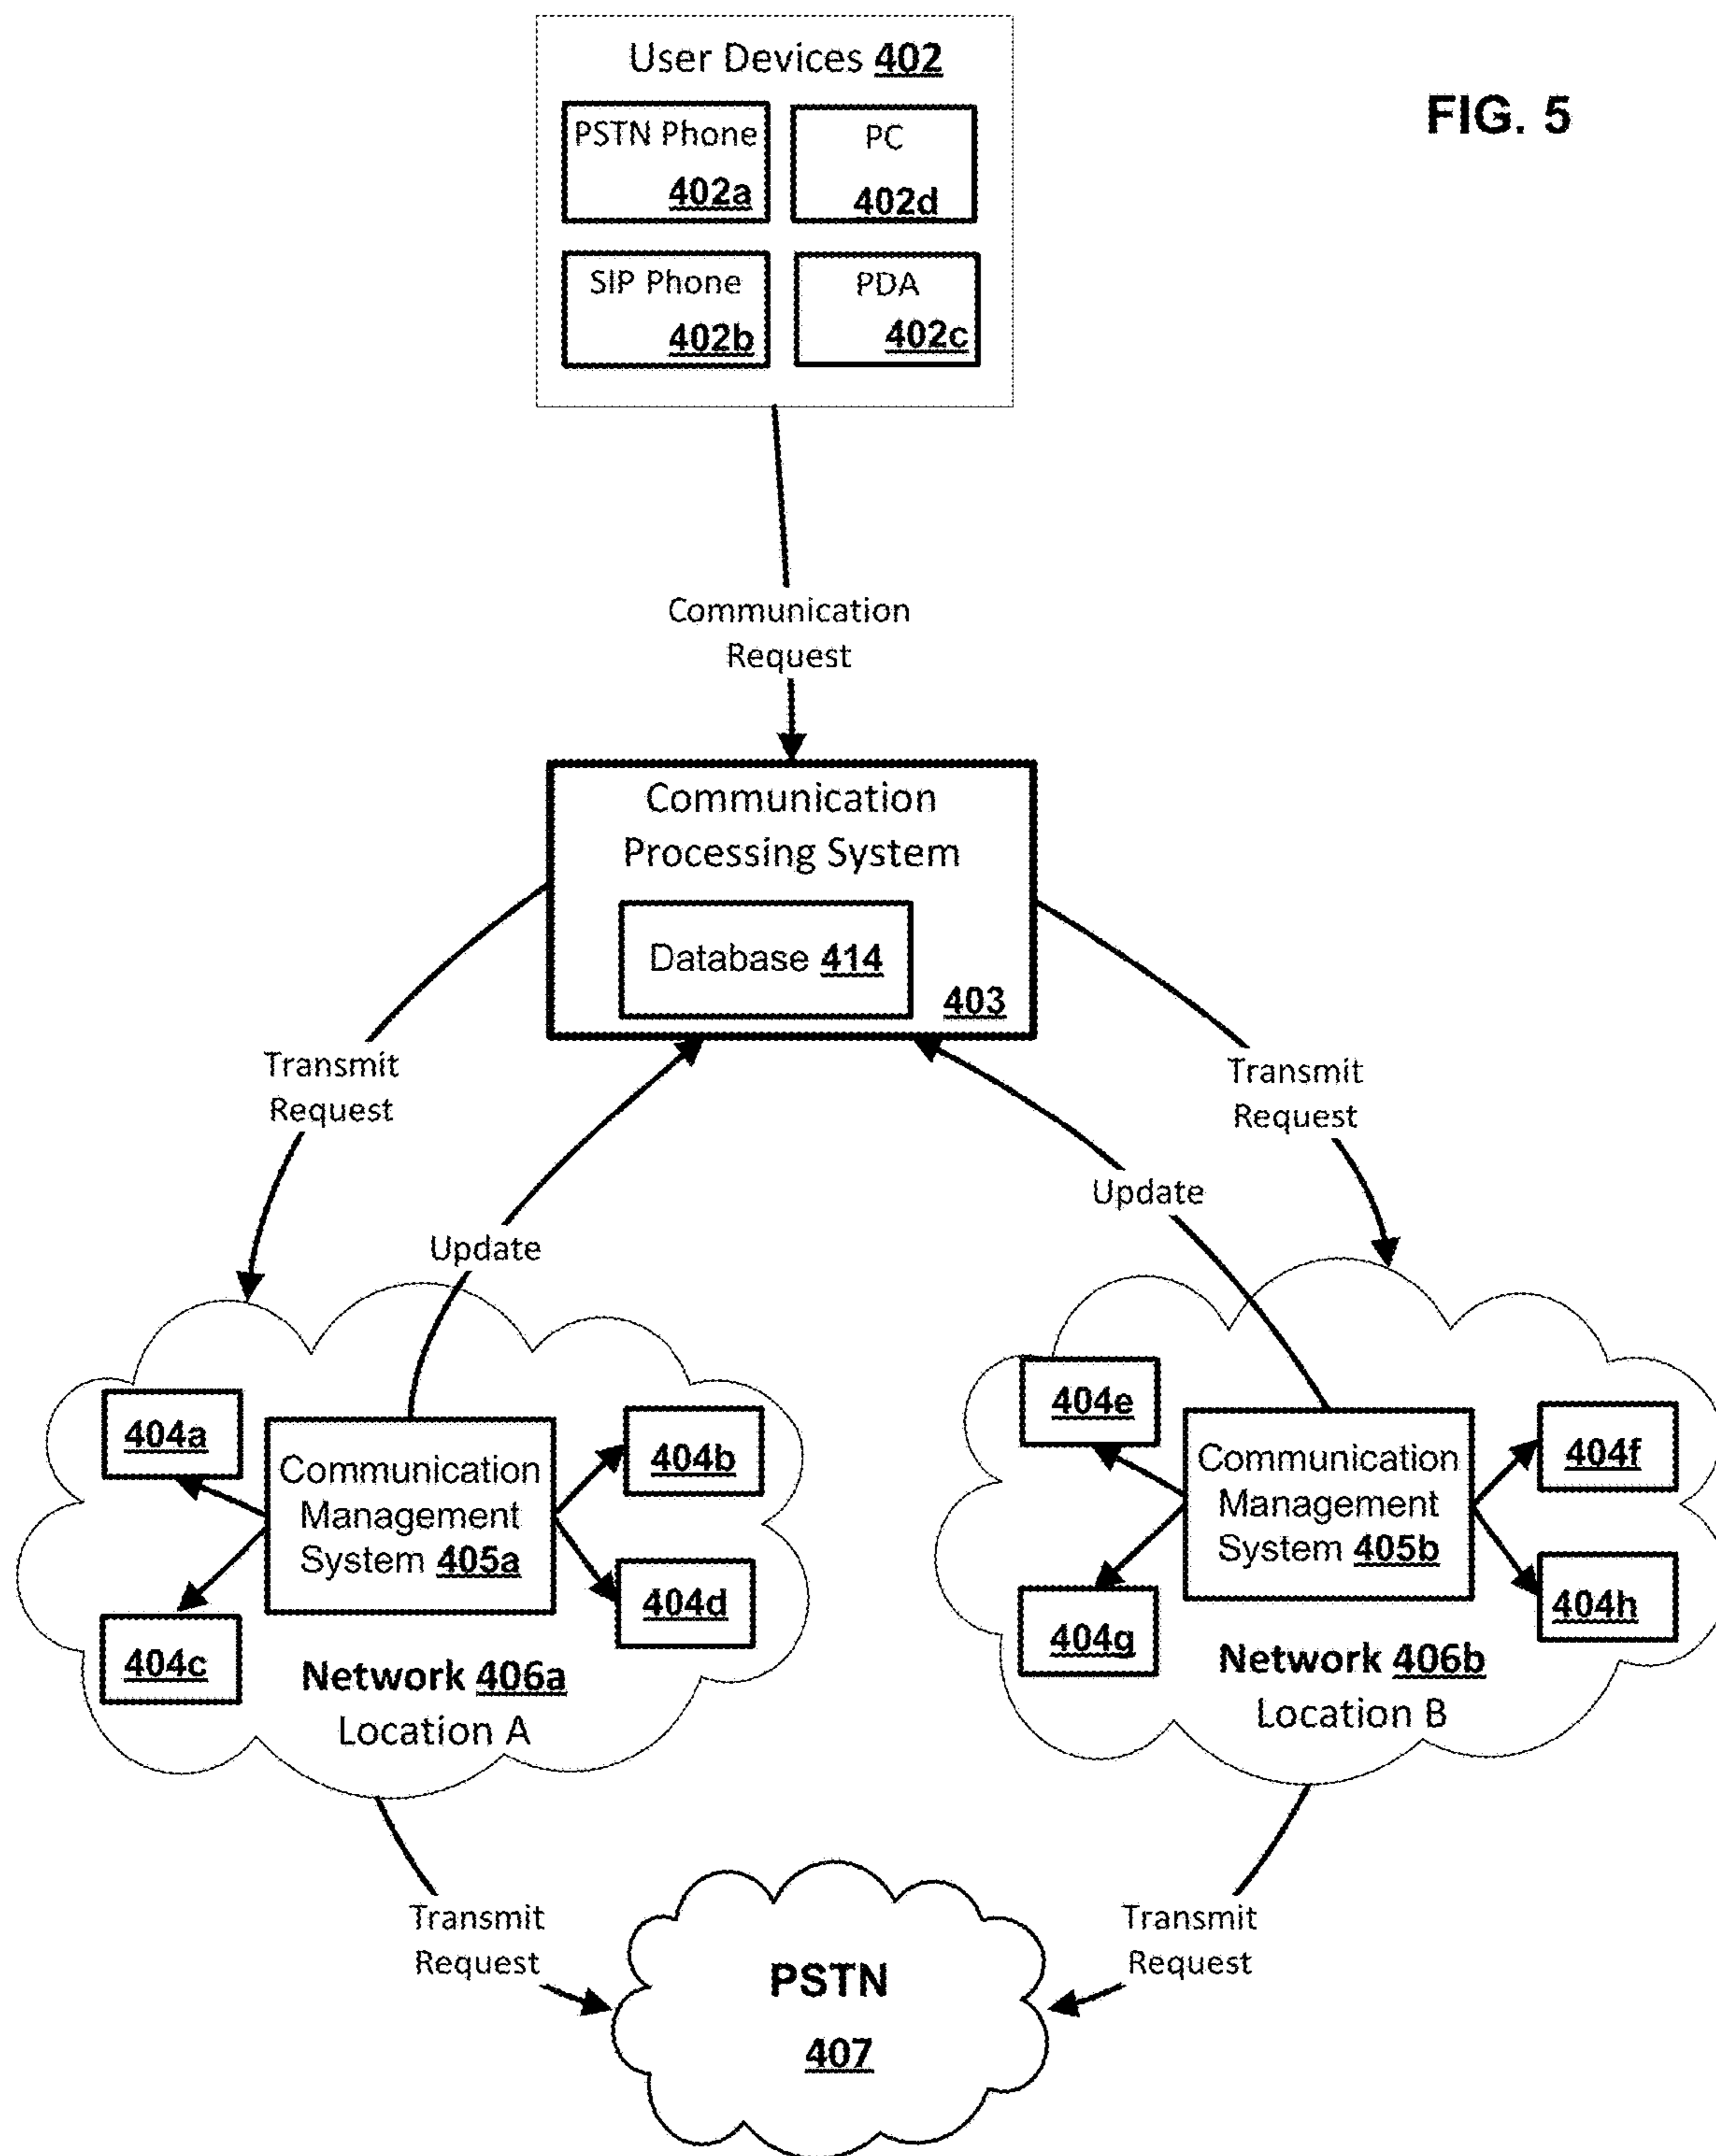 FIG. 5
User Devices 402
PSTN Phone
402a
PC
402d
SIP Phone
402b
PDA
402c
Communication
Request
Communication
Processing System
Database 414
403
Transmit
Request
Transmit
Request
Update
Update
404a
Communication
Management
System 405a
404b
404c
404d
Network 406a
Location A
404e
Communication
Management
System 405b
404f
404g
404h
Network 406b
Location B
Transmit
Request
Transmit
Request
PSTN
407